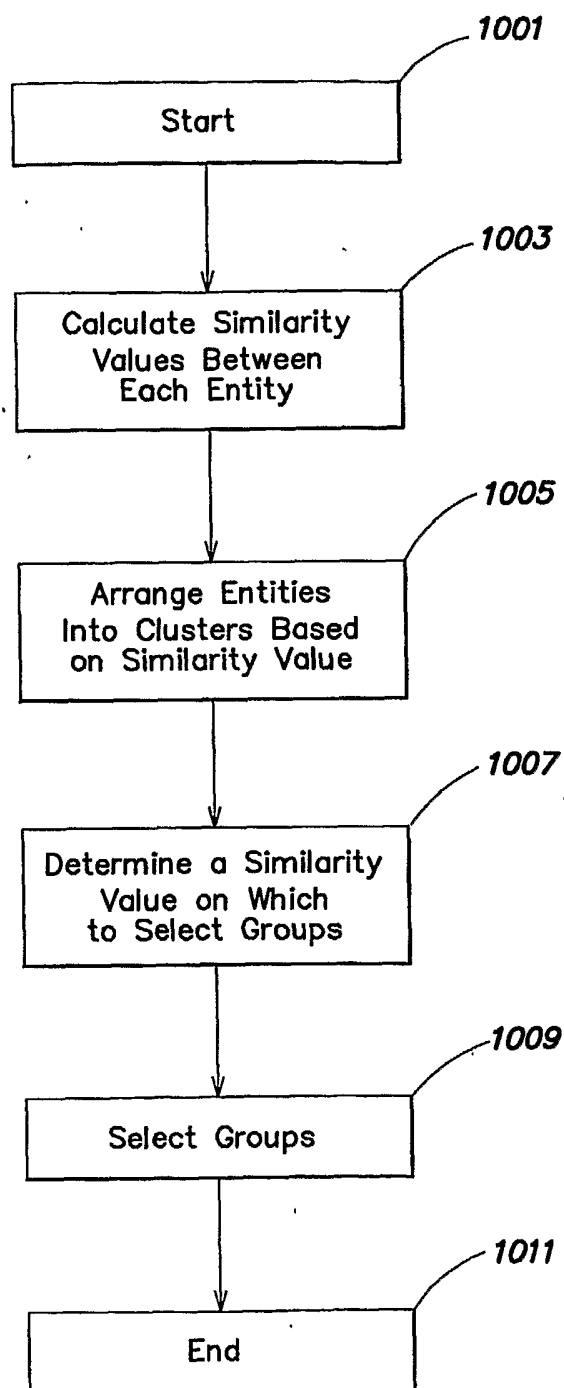 1001
Start
1003
Calculate Similarity
Values Between
Each Entity
1005
Arrange Entities
Into Clusters Based
on Similarity Value
1007
Determine a Similarity
Value on Which
to Select Groups
1009
Select Groups
1011
End